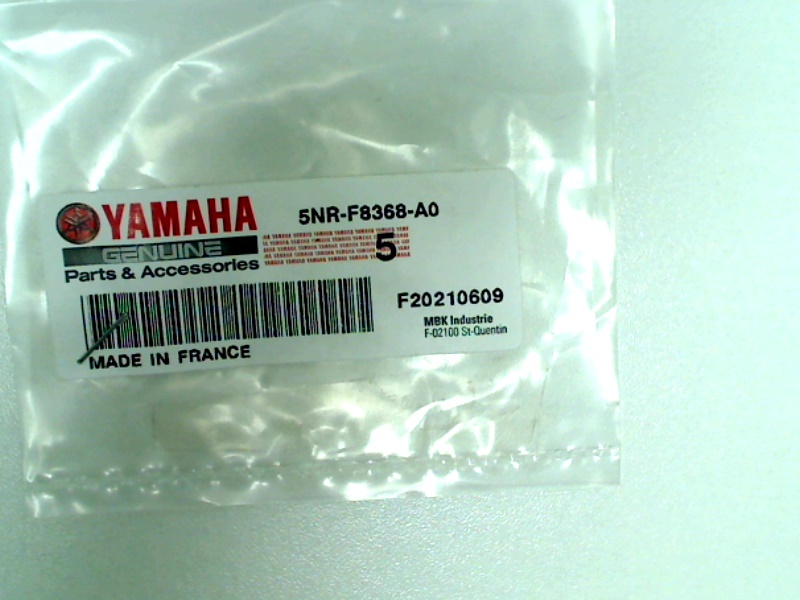 YAMAHA
GENUINE
Parts & Accessories
5NR-F8368-A0
5
F20210609
MBK Industrie
F-02100 St-Quentin
MADE IN FRANCE